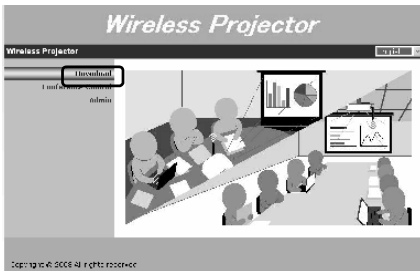 Wireless Projector
Wireless Projector
English
Download
Conference Control
Admin
Copyright © 2008 All rights reserved